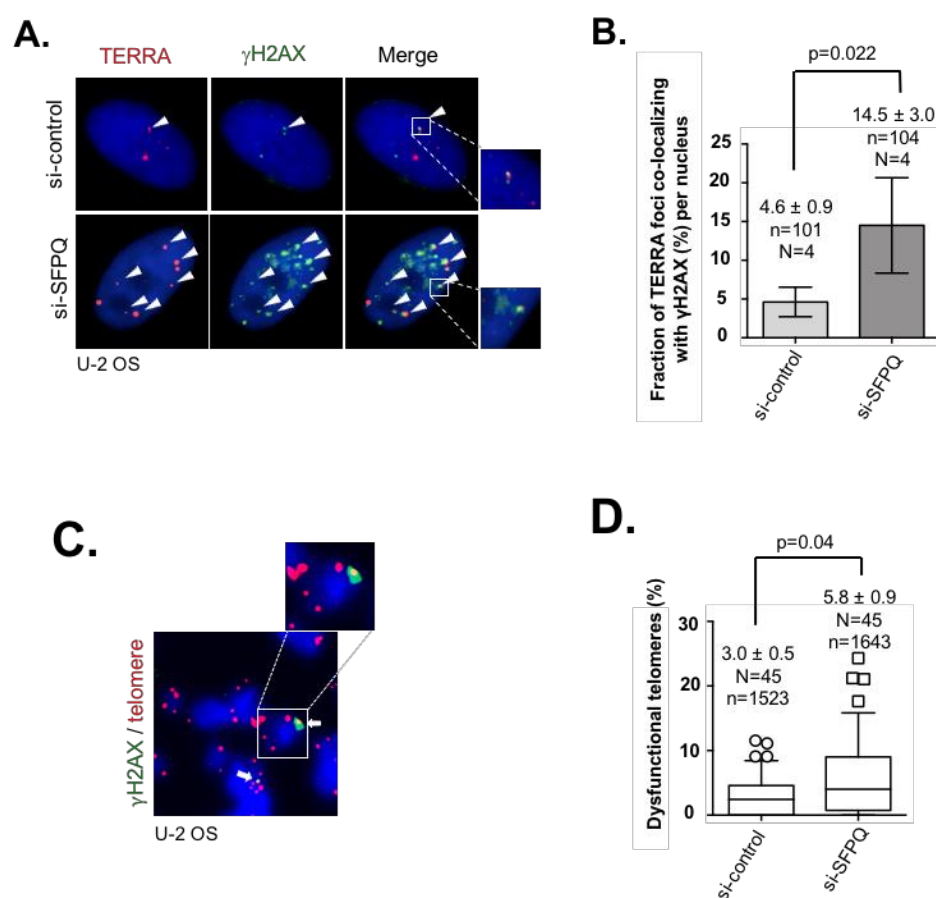 A.
TERRA
γH2AX
Merge
si-control
si-SFPQ
U-2 OS
B.
p=0.022
14.5 ± 3.0
n=104
N=4
4.6 ± 0.9
n=101
N=4
Fraction of TERRA foci co-localizing
with γH2AX (%) per nucleus
25
20
15
10
5
0
si-control
si-SFPQ
C.
γH2AX / telomere
U-2 OS
D.
p=0.04
5.8 ± 0.9
N=45
n=1643
3.0 ± 0.5
N=45
n=1523
Dysfunctional telomeres (%)
30
20
10
0
si-control
si-SFPQ